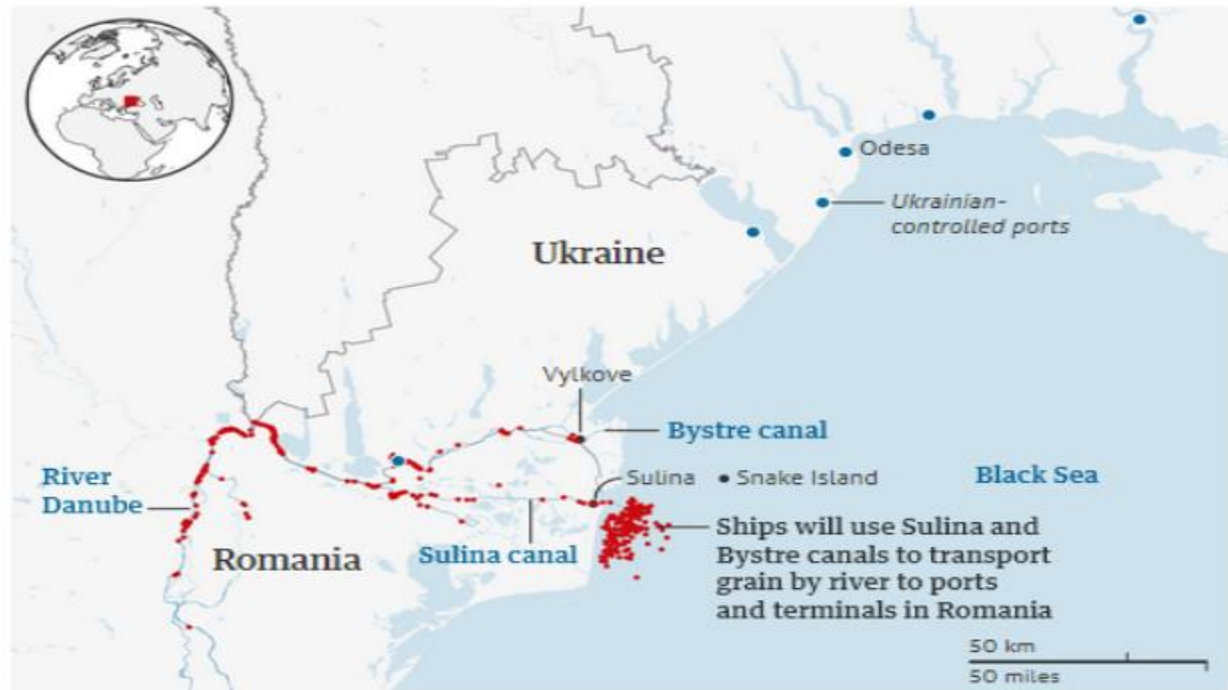 Odesa
Ukrainian-
controlled ports
Ukraine
Vylkove
Bystre canal
River
Danube
Sulina
Snake Island
Black Sea
Romania
Sulina canal
Ships will use Sulina and
Bystre canals to transport
grain by river to ports
and terminals in Romania
50 km
50 miles